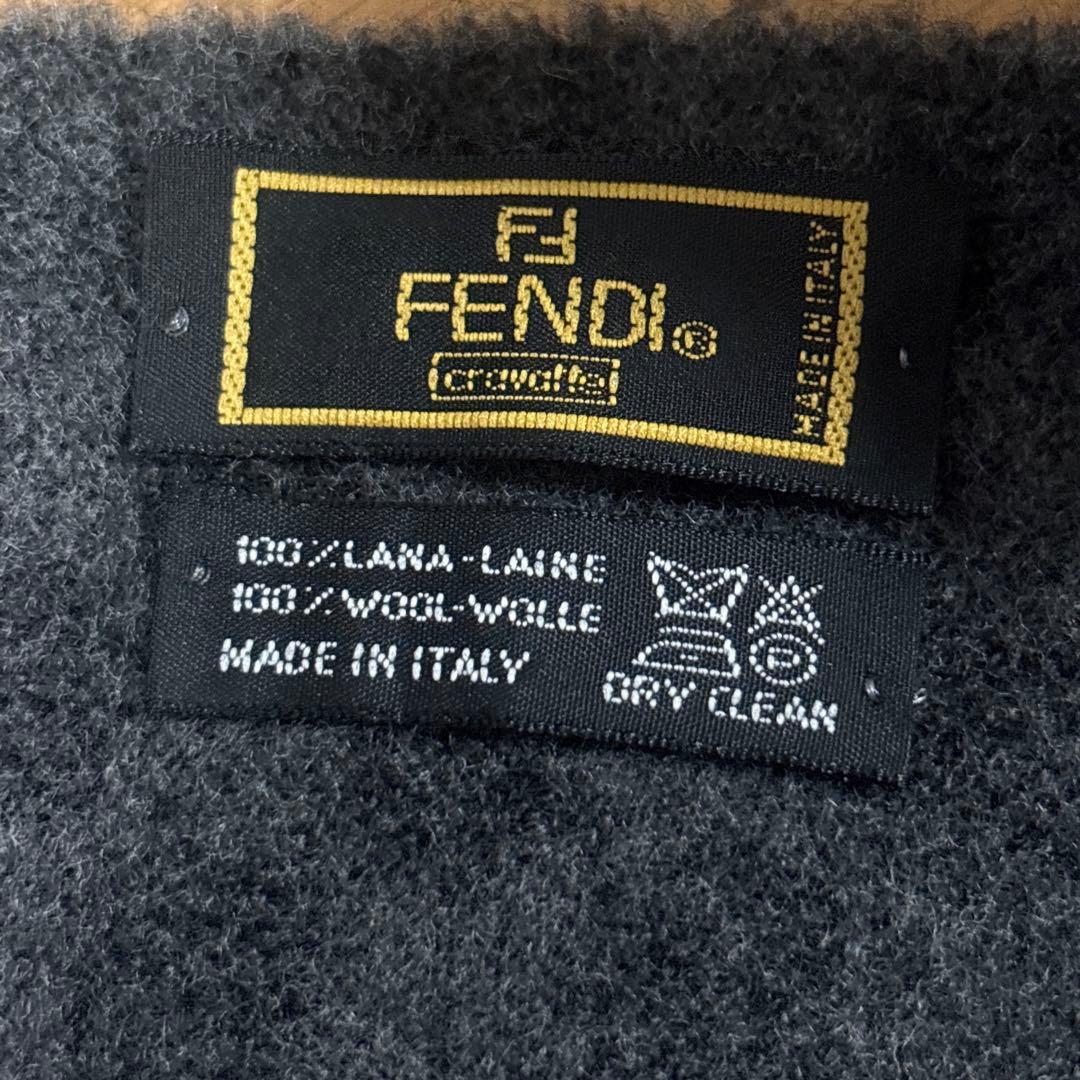 FF
FENDI®
cravatte
MADE IN ITALY
100%LANA-LAINE
100%WOOL-WOLLE
MADE IN ITALY
P
DRY CLEAN